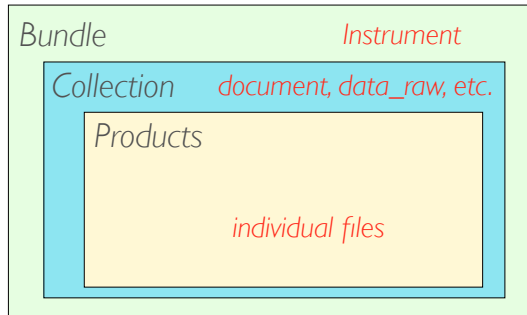 Bundle Instrument
Collection document, data_raw, etc.
Products
individual files